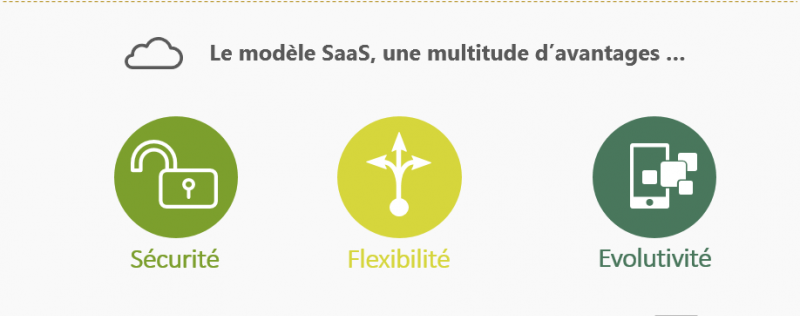 Le modèle SaaS, une multitude d’avantages ...
Sécurité
Flexibilité
Evolutivité